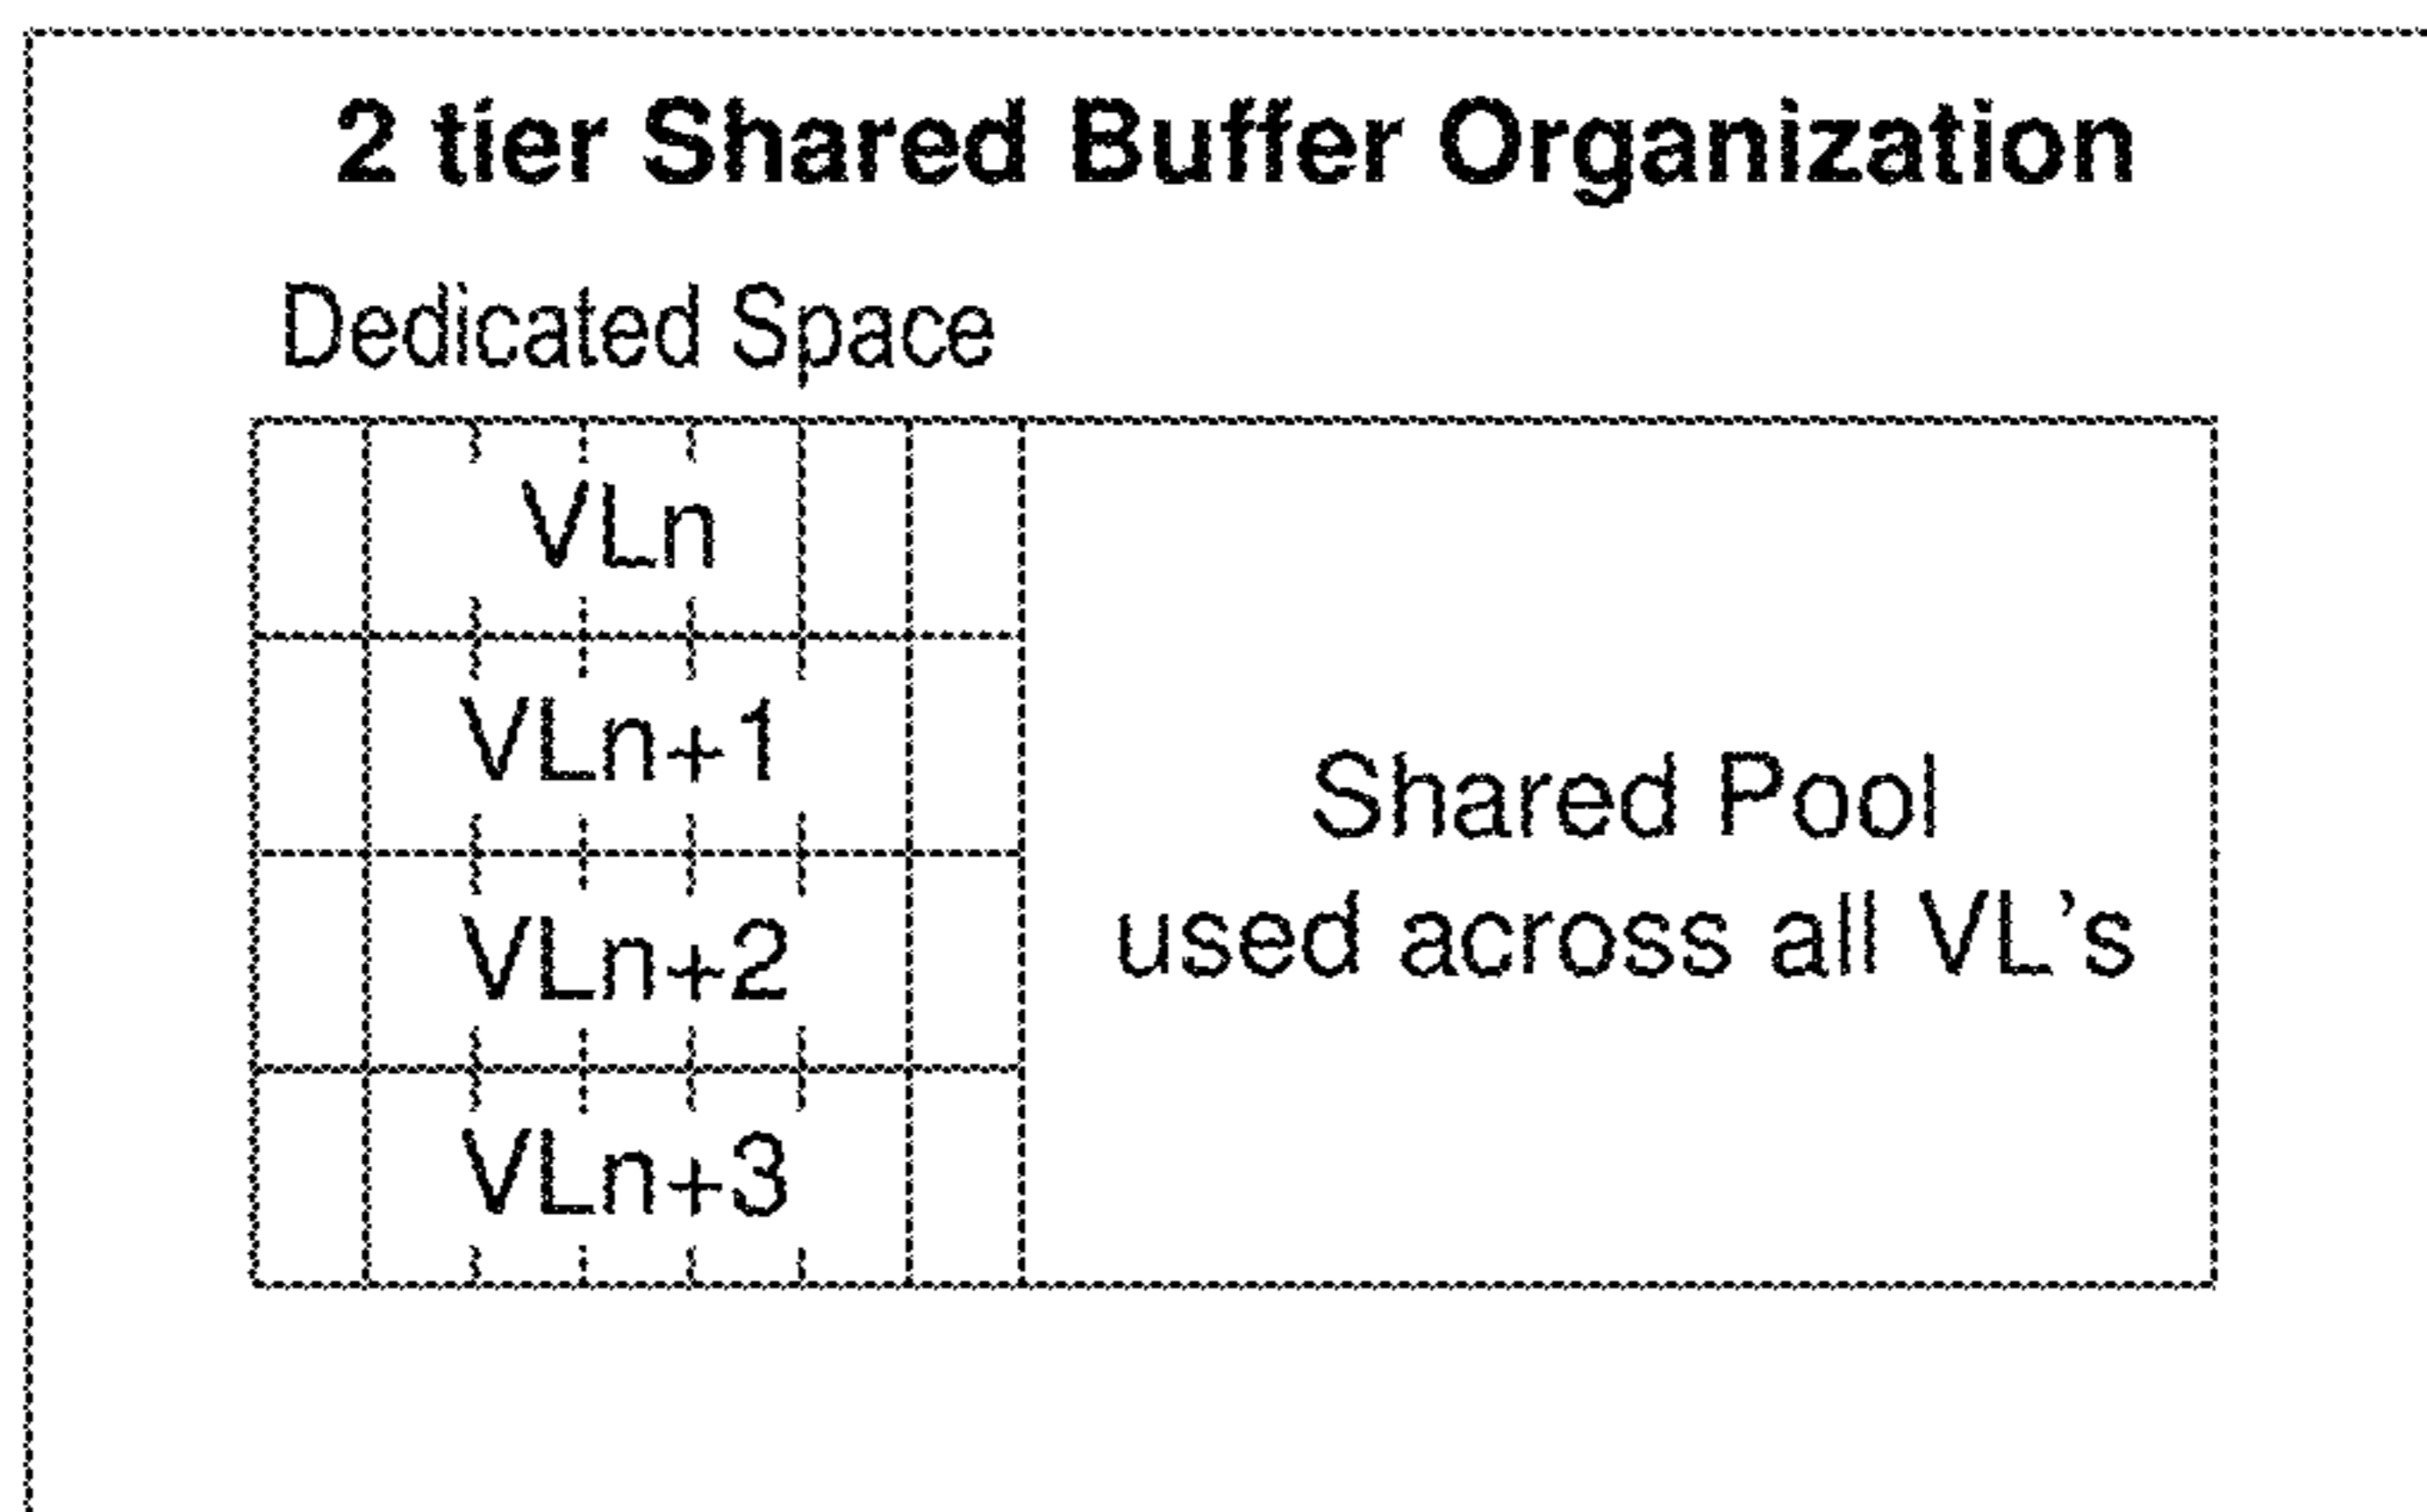 2 tier Shared Buffer Organization
Dedicated Space
VLn
VLn+1
VLn+2
VLn+3
Shared Pool
used across all VL's